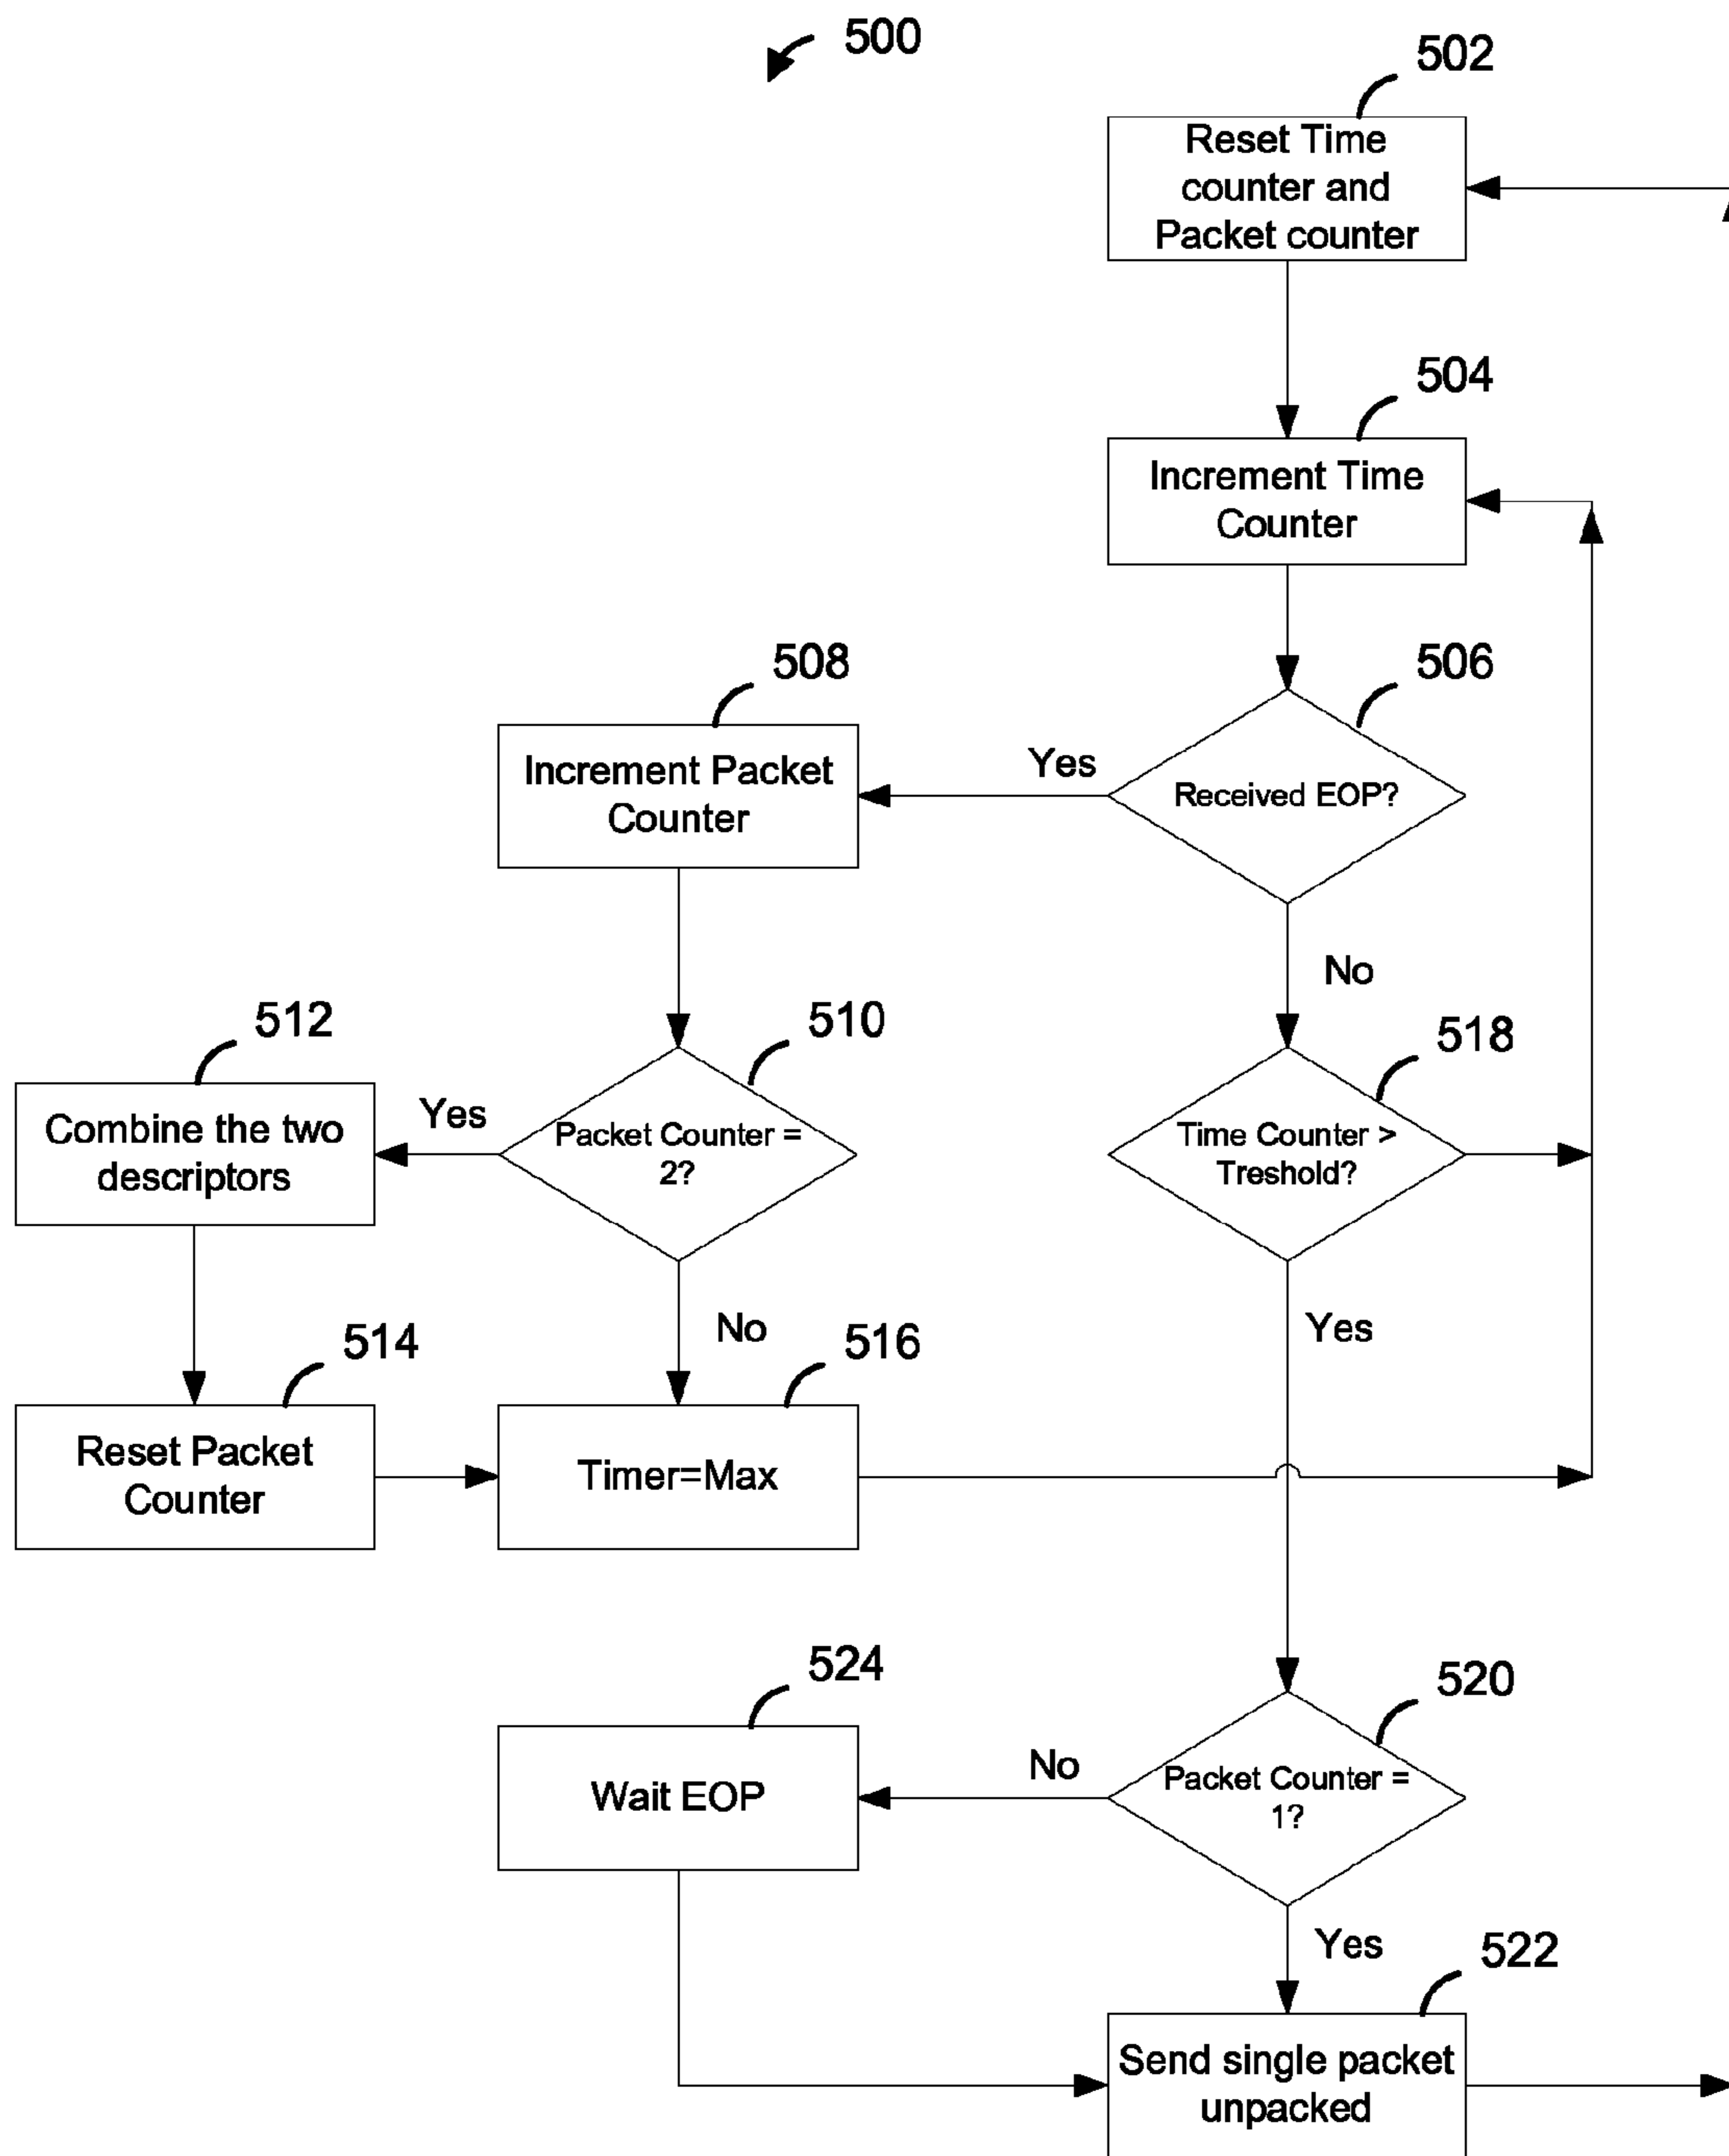 500
502
Reset Time
counter and
Packet counter
504
Increment Time
Counter
506
Received EOP?
Yes
508
Increment Packet
Counter
No
510
Packet Counter =
2?
Yes
512
Combine the two
descriptors
518
Time Counter >
Treshold?
No
Yes
514
Reset Packet
Counter
516
Timer=Max
520
Packet Counter =
1?
No
524
Wait EOP
Yes
522
Send single packet
unpacked